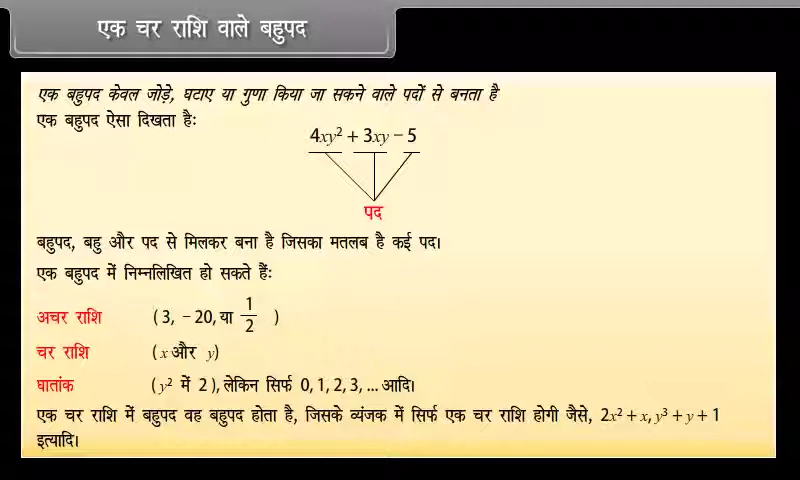 एक चर राशि वाले बहुपद
एक बहुपद केवल जोड़े, घटाए या गुणा किया जा सकने वाले पदों से बनता है
एक बहुपद ऐसा दिखता है:
4xy² + 3xy − 5
पद
बहुपद, बहु और पद से मिलकर बना है जिसका मतलब है कई पद।
एक बहुपद में निम्नलिखित हो सकते हैं:
अचर राशि ( 3, − 20, या 1/2 )
चर राशि ( x और y)
घातांक (y² में 2 ), लेकिन सिर्फ 0, 1, 2, 3, ... आदि।
एक चर राशि में बहुपद वह बहुपद होता है, जिसके व्यंजक में सिर्फ एक चर राशि होगी जैसे, 2x² + x, y³ + y + 1
इत्यादि।